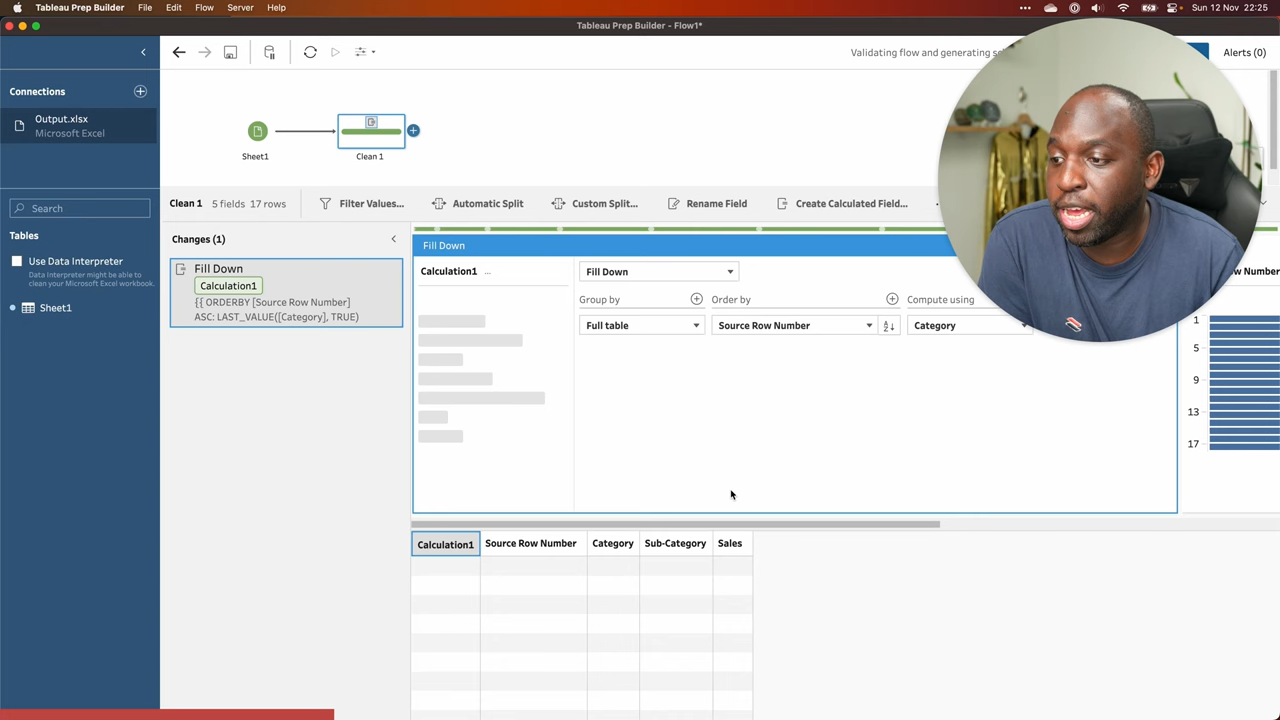 Tableau Prep Builder File Edit Flow Server Help Sun 12 Nov 22:25
Tableau Prep Builder - Flow1*
Validating flow and generating
Alerts (0)
Connections
Output.xlsx
Microsoft Excel
Sheet1
Clean 1
Clean 1 5 fields 17 rows
Filter Values...
Automatic Split
Custom Split...
Rename Field
Create Calculated Field...
Search
Tables
Use Data Interpreter
Data Interpreter might be able to
clean your Microsoft Excel workbook.
Sheet1
Changes (1)
Fill Down
Calculation1
{{ ORDERBY [Source Row Number]
ASC: LAST_VALUE([Category], TRUE)
Fill Down
Calculation1 ...
Fill Down
Group by
Order by
Compute using
Full table
Source Row Number
Category
Number
1
5
9
13
17
Calculation1 Source Row Number Category Sub-Category Sales